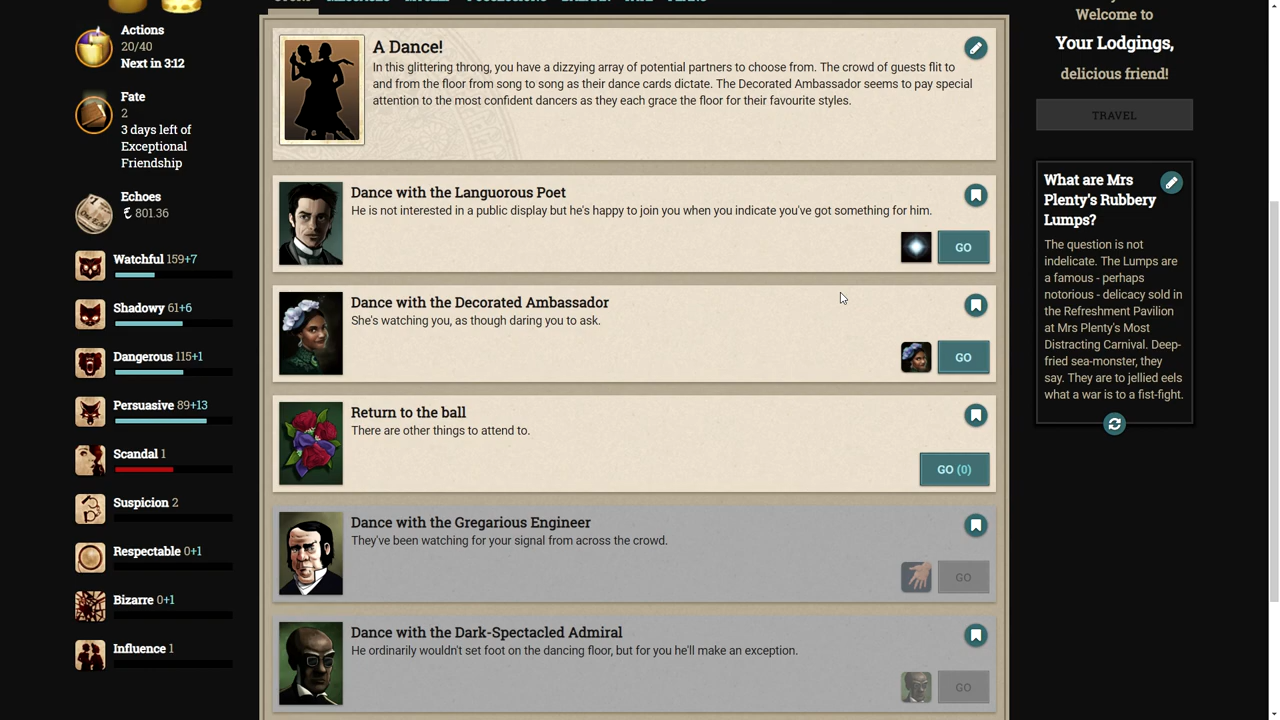 Actions
20/40
Next in 3:12
Fate
2
3 days left of
Exceptional
Friendship
Echoes
801.36
Watchful 159+7
Shadowy 61+6
Dangerous 115+1
Persuasive 89+13
Scandal 1
Suspicion 2
Respectable 0+1
Bizarre 0+1
Influence 1
A Dance!
In this glittering throng, you have a dizzying array of potential partners to choose from. The crowd of guests flit to
and from the floor from song to song as their dance cards dictate. The Decorated Ambassador seems to pay special
attention to the most confident dancers as they each grace the floor for their favourite styles.
Dance with the Languorous Poet
He is not interested in a public display but he's happy to join you when you indicate you've got something for him.
GO
Dance with the Decorated Ambassador
She's watching you, as though daring you to ask.
GO
Return to the ball
There are other things to attend to.
GO (0)
Dance with the Gregarious Engineer
They've been watching for your signal from across the crowd.
GO
Dance with the Dark-Spectacled Admiral
He ordinarily wouldn't set foot on the dancing floor, but for you he'll make an exception.
GO
Welcome to
Your Lodgings,
delicious friend!
TRAVEL
What are Mrs
Plenty's Rubbery
Lumps?
The question is not
indelicate. The Lumps are
a famous - perhaps
notorious - delicacy sold in
the Refreshment Pavilion
at Mrs Plenty's Most
Distracting Carnival. Deep-
fried sea-monster, they
say. They are to jellied eels
what a war is to a fist-fight.